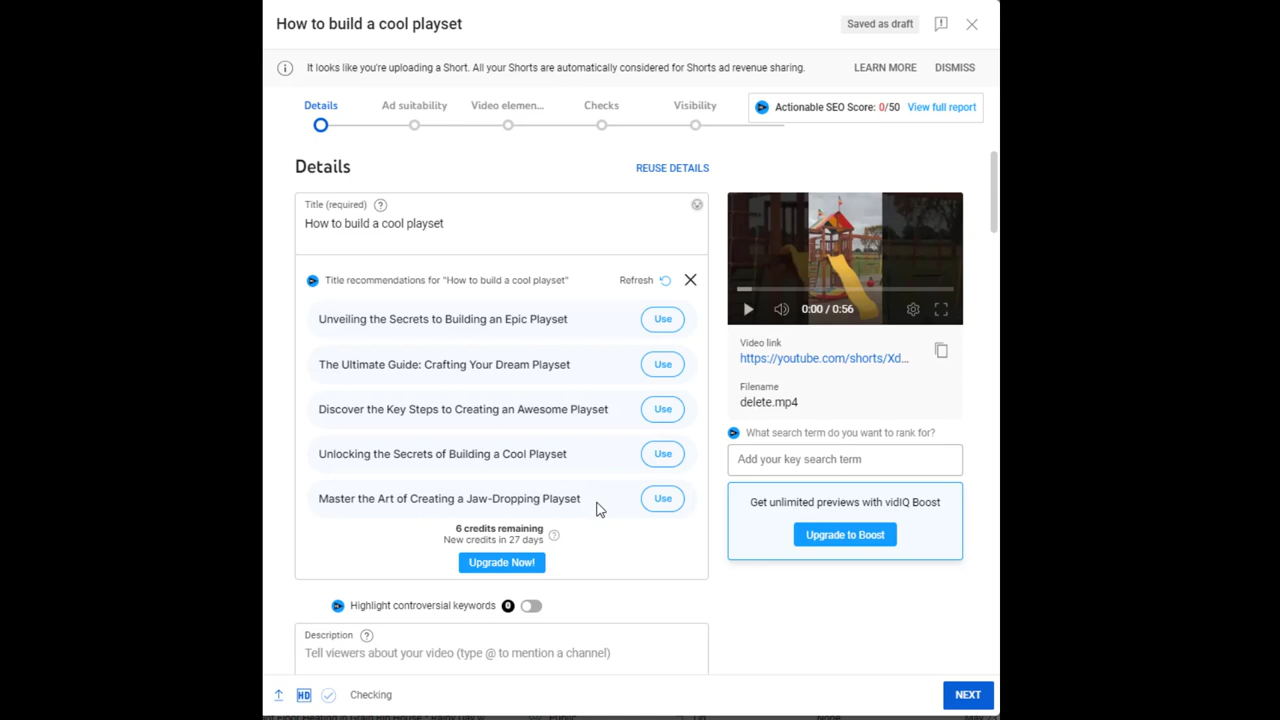 How to build a cool playset
Saved as draft
It looks like you're uploading a Short. All your Shorts are automatically considered for Shorts ad revenue sharing.
LEARN MORE
DISMISS
Details
Ad suitability
Video elemen...
Checks
Visibility
Actionable SEO Score: 0/50 View full report
Details
REUSE DETAILS
Title (required)
How to build a cool playset
Title recommendations for "How to build a cool playset"
Refresh
Unveiling the Secrets to Building an Epic Playset
Use
The Ultimate Guide: Crafting Your Dream Playset
Use
Discover the Key Steps to Creating an Awesome Playset
Use
Unlocking the Secrets of Building a Cool Playset
Use
Master the Art of Creating a Jaw-Dropping Playset
Use
6 credits remaining
New credits in 27 days
Upgrade Now!
Highlight controversial keywords 0
Description
Tell viewers about your video (type @ to mention a channel)
0:00 / 0:56
Video link
https://youtube.com/shorts/Xd...
Filename
delete.mp4
What search term do you want to rank for?
Add your key search term
Get unlimited previews with vidIQ Boost
Upgrade to Boost
HD
Checking
NEXT